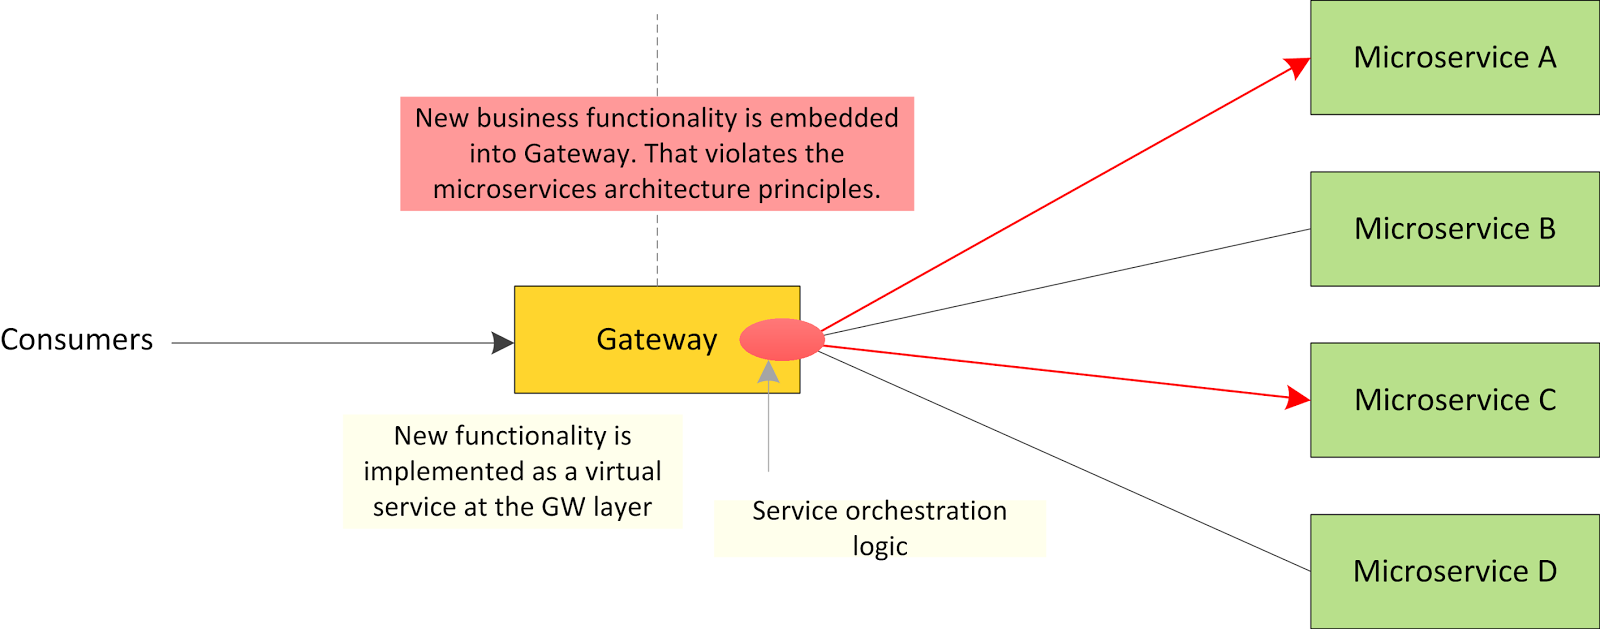 New business functionality is embedded
into Gateway. That violates the
microservices architecture principles.
Consumers
Gateway
New functionality is
implemented as a virtual
service at the GW layer
Service orchestration
logic
Microservice A
Microservice B
Microservice C
Microservice D